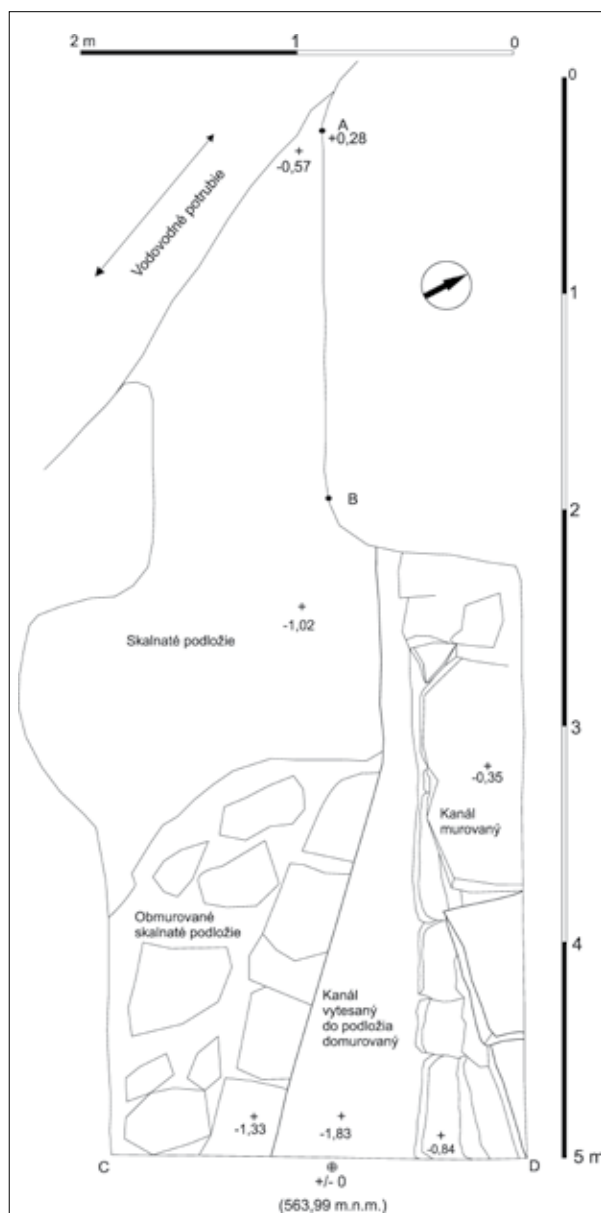 2 m
1
0
0
A
+0,28
-0,57
Vodovodné potrubie
1
B
2
-1,02
Skalnaté podložie
3
-0,35
Kanál
murovaný
Obmurované
skalnaté podložie
4
Kanál
vytesaný
do podložia
domurovaný
-1,33
-1,83
-0,84
5 m
C
D
+/- 0
(563,99 m.n.m.)